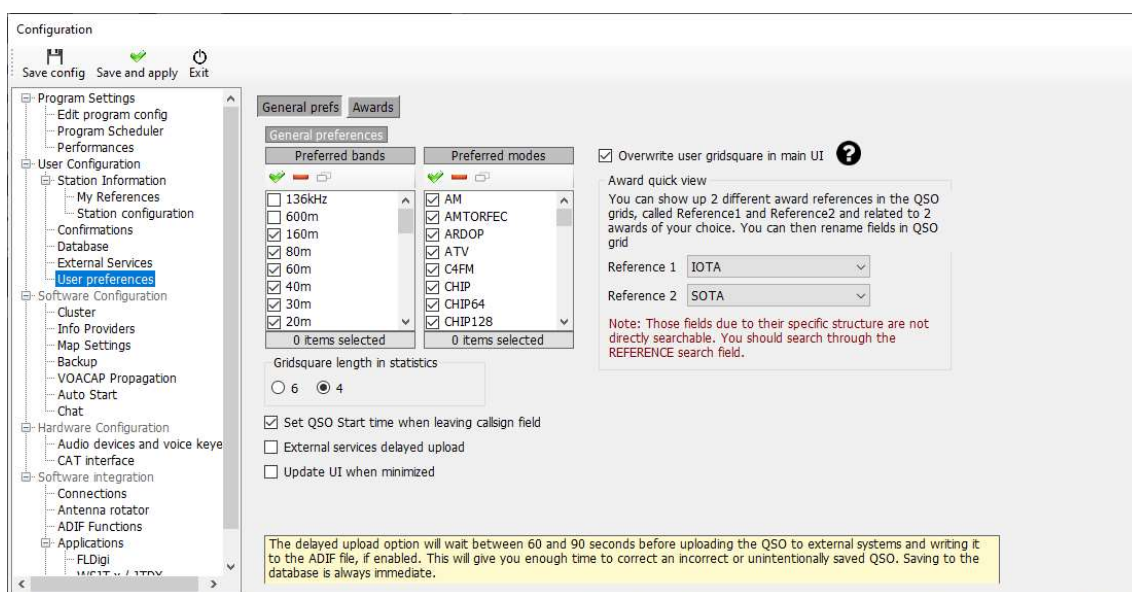 Configuration
Save config Save and apply Exit
Program Settings
Edit program config
Program Scheduler
Performances
User Configuration
Station Information
My References
Station configuration
Confirmations
Database
External Services
User preferences
Software Configuration
Cluster
Info Providers
Map Settings
Backup
VOACAP Propagation
Auto Start
Chat
Hardware Configuration
Audio devices and voice keye
CAT interface
Software integration
Connections
Antenna rotator
ADIF Functions
Applications
FLDigi
General prefs Awards
General preferences
Preferred bands
136kHz
600m
160m
80m
60m
40m
30m
20m
0 items selected
Preferred modes
AM
AMTORFEC
ARDOP
ATV
C4FM
CHIP
CHIP64
CHIP128
0 items selected
Gridsquare length in statistics
6 4
Set QSO Start time when leaving callsign field
External services delayed upload
Update UI when minimized
Overwrite user gridsquare in main UI ?
Award quick view
You can show up 2 different award references in the QSO
grids, called Reference1 and Reference2 and related to 2
awards of your choice. You can then rename fields in QSO
grid
Reference 1 IOTA
Reference 2 SOTA
Note: Those fields due to their specific structure are not
directly searchable. You should search through the
REFERENCE search field.
The delayed upload option will wait between 60 and 90 seconds before uploading the QSO to external systems and writing it
to the ADIF file, if enabled. This will give you enough time to correct an incorrect or unintentionally saved QSO. Saving to the
database is always immediate.